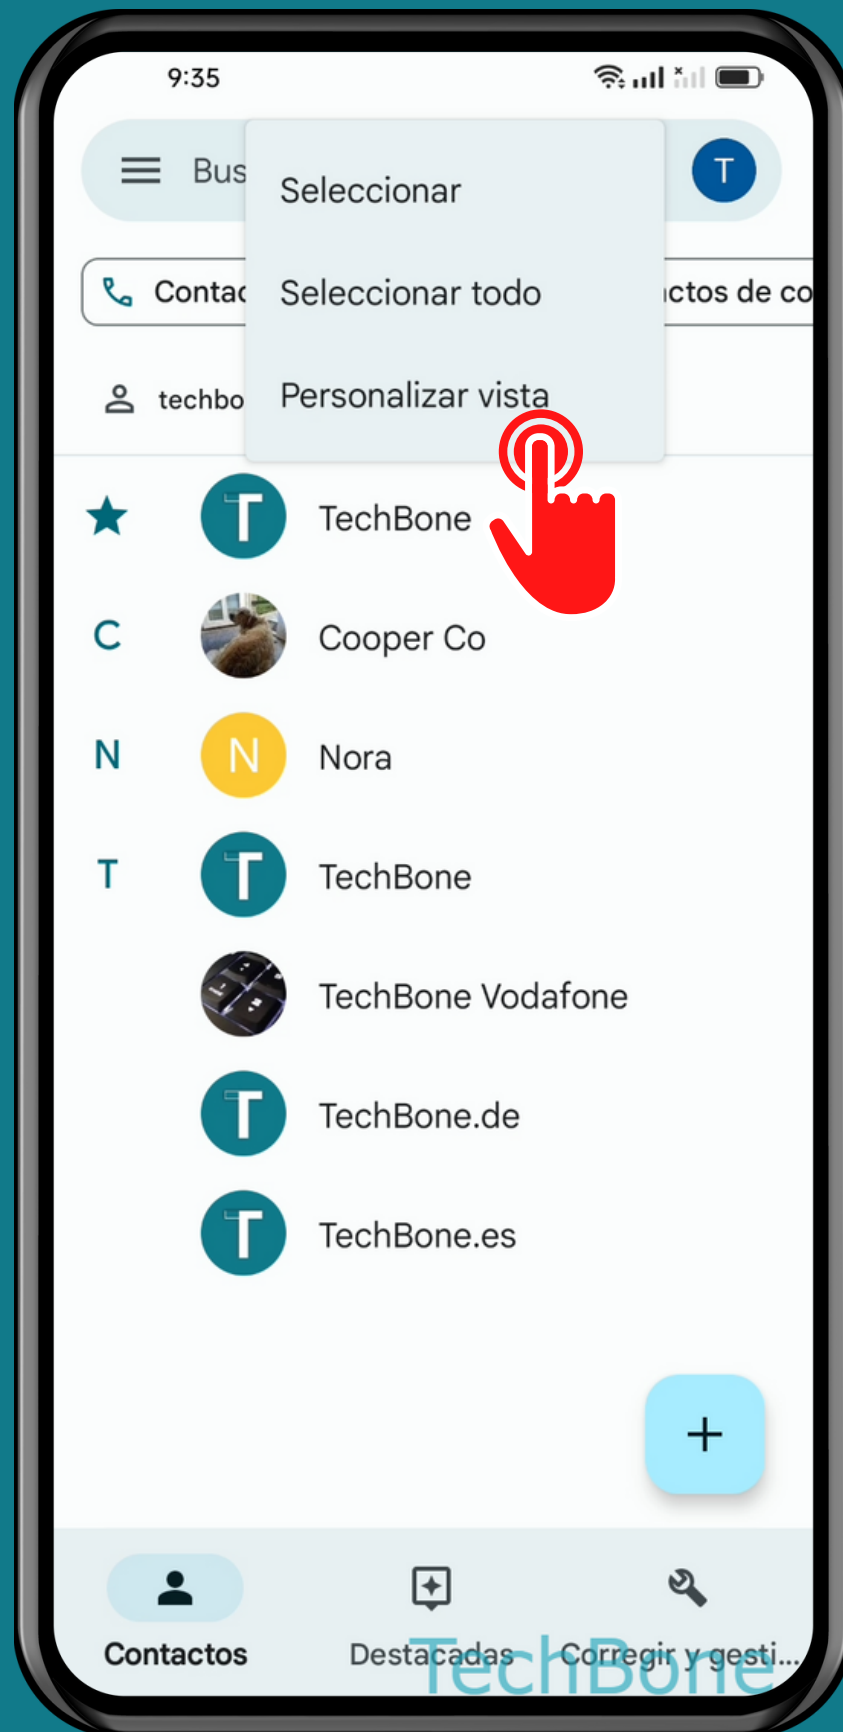 9:35
Bus
T
Seleccionar
Contac
Seleccionar todo
ctos de co
techbo
Personalizar vista
TechBone
C
Cooper Co
N
N
Nora
T
TechBone
TechBone Vodafone
TechBone.de
TechBone.es
Contactos
Destacadas
Corregir y gesti...
TechBone